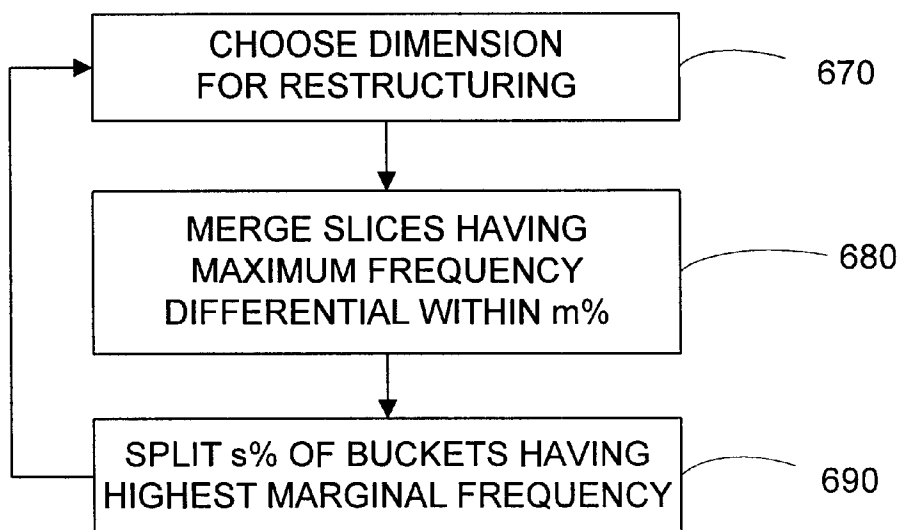 CHOOSE DIMENSION
FOR RESTRUCTURING
670
MERGE SLICES HAVING
MAXIMUM FREQUENCY
DIFFERENTIAL WITHIN m%
680
SPLIT s% OF BUCKETS HAVING
HIGHEST MARGINAL FREQUENCY
690